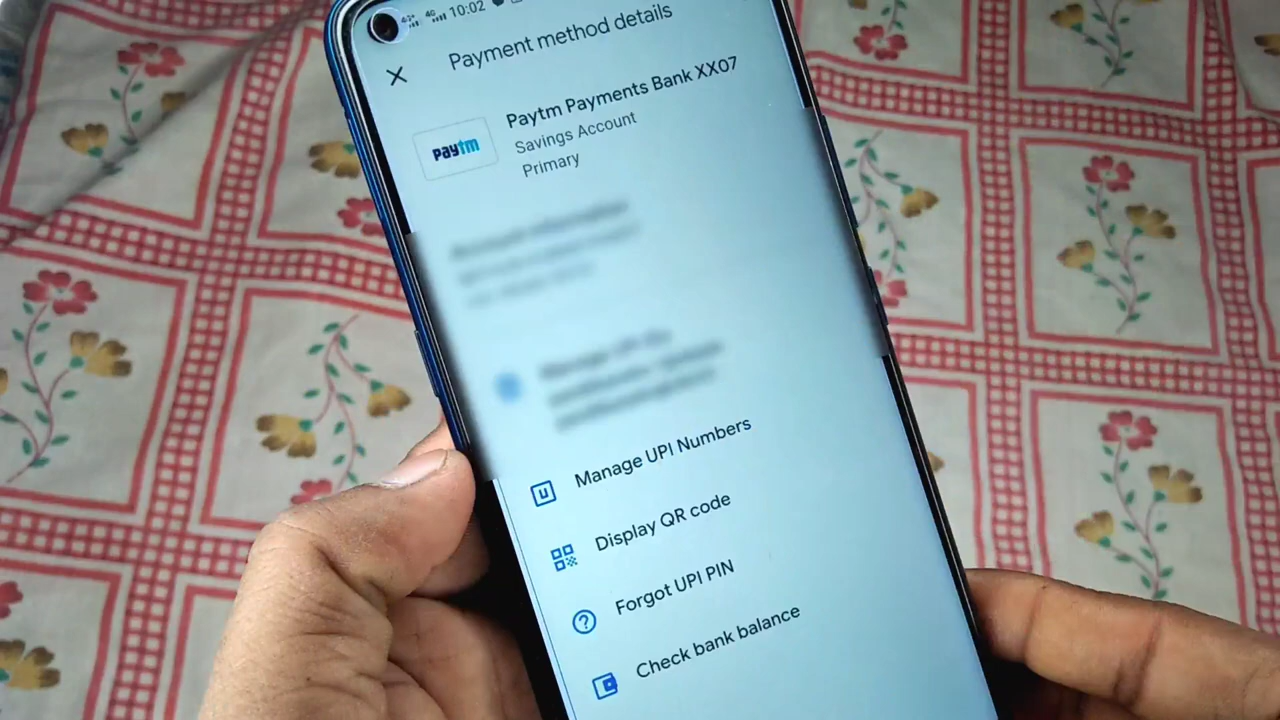 4G 10:02
Payment method details
Paytm Payments Bank XX07
paytm
Savings Account
Primary
Manage UPI Numbers
Display QR code
Forgot UPI PIN
Check bank balance